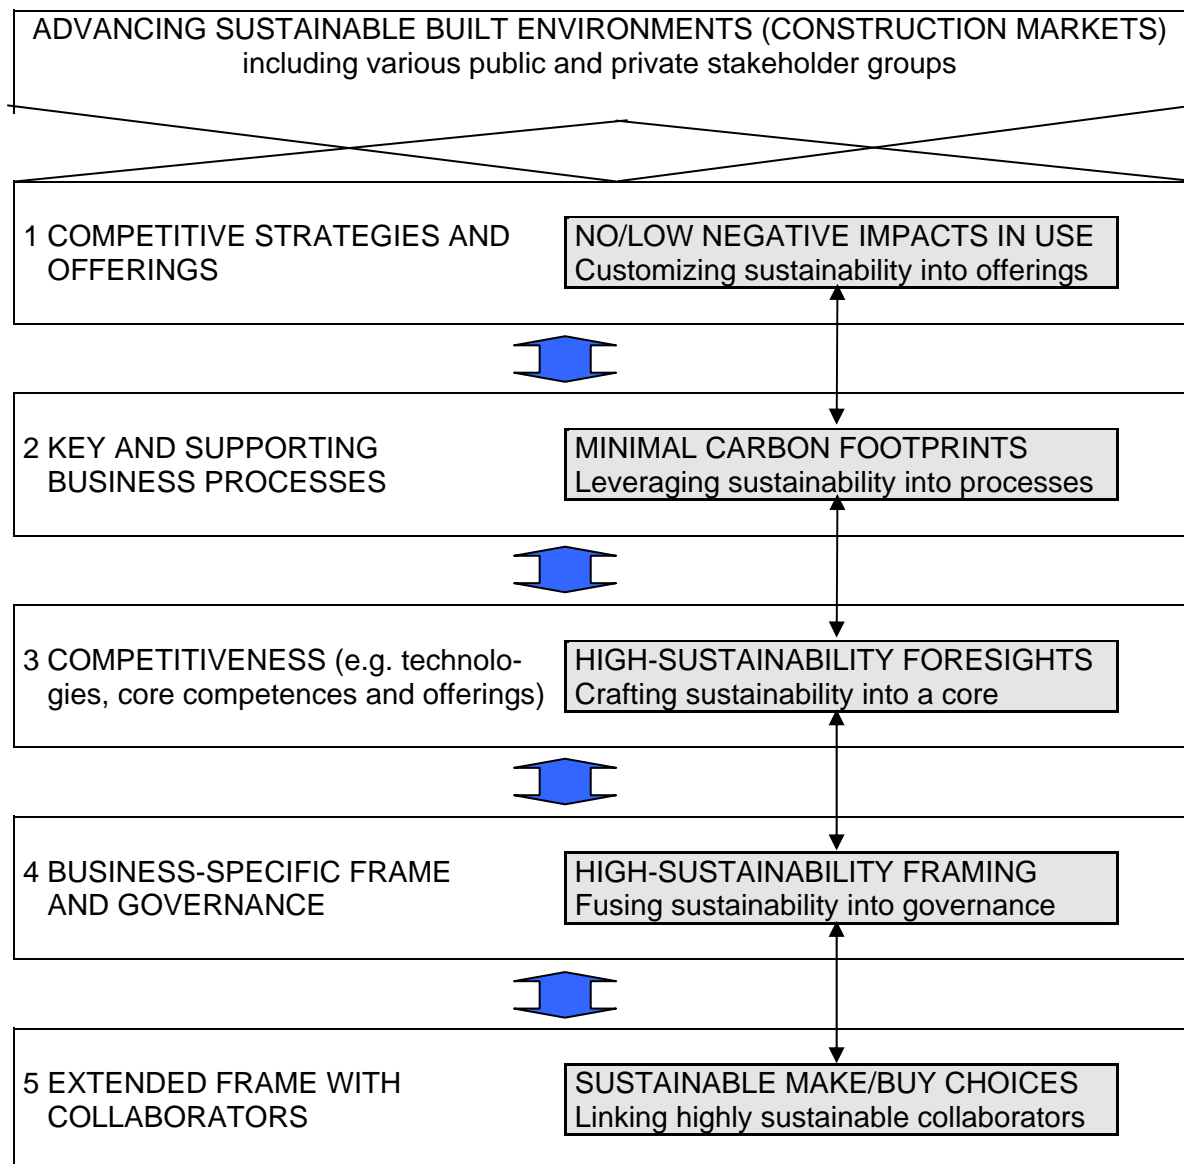 ADVANCING SUSTAINABLE BUILT ENVIRONMENTS (CONSTRUCTION MARKETS)
including various public and private stakeholder groups
1 COMPETITIVE STRATEGIES AND
OFFERINGS
NO/LOW NEGATIVE IMPACTS IN USE
Customizing sustainability into offerings
2 KEY AND SUPPORTING
BUSINESS PROCESSES
MINIMAL CARBON FOOTPRINTS
Leveraging sustainability into processes
3 COMPETITIVENESS (e.g. technolo-
gies, core competences and offerings)
HIGH-SUSTAINABILITY FORESIGHTS
Crafting sustainability into a core
4 BUSINESS-SPECIFIC FRAME
AND GOVERNANCE
HIGH-SUSTAINABILITY FRAMING
Fusing sustainability into governance
5 EXTENDED FRAME WITH
COLLABORATORS
SUSTAINABLE MAKE/BUY CHOICES
Linking highly sustainable collaborators